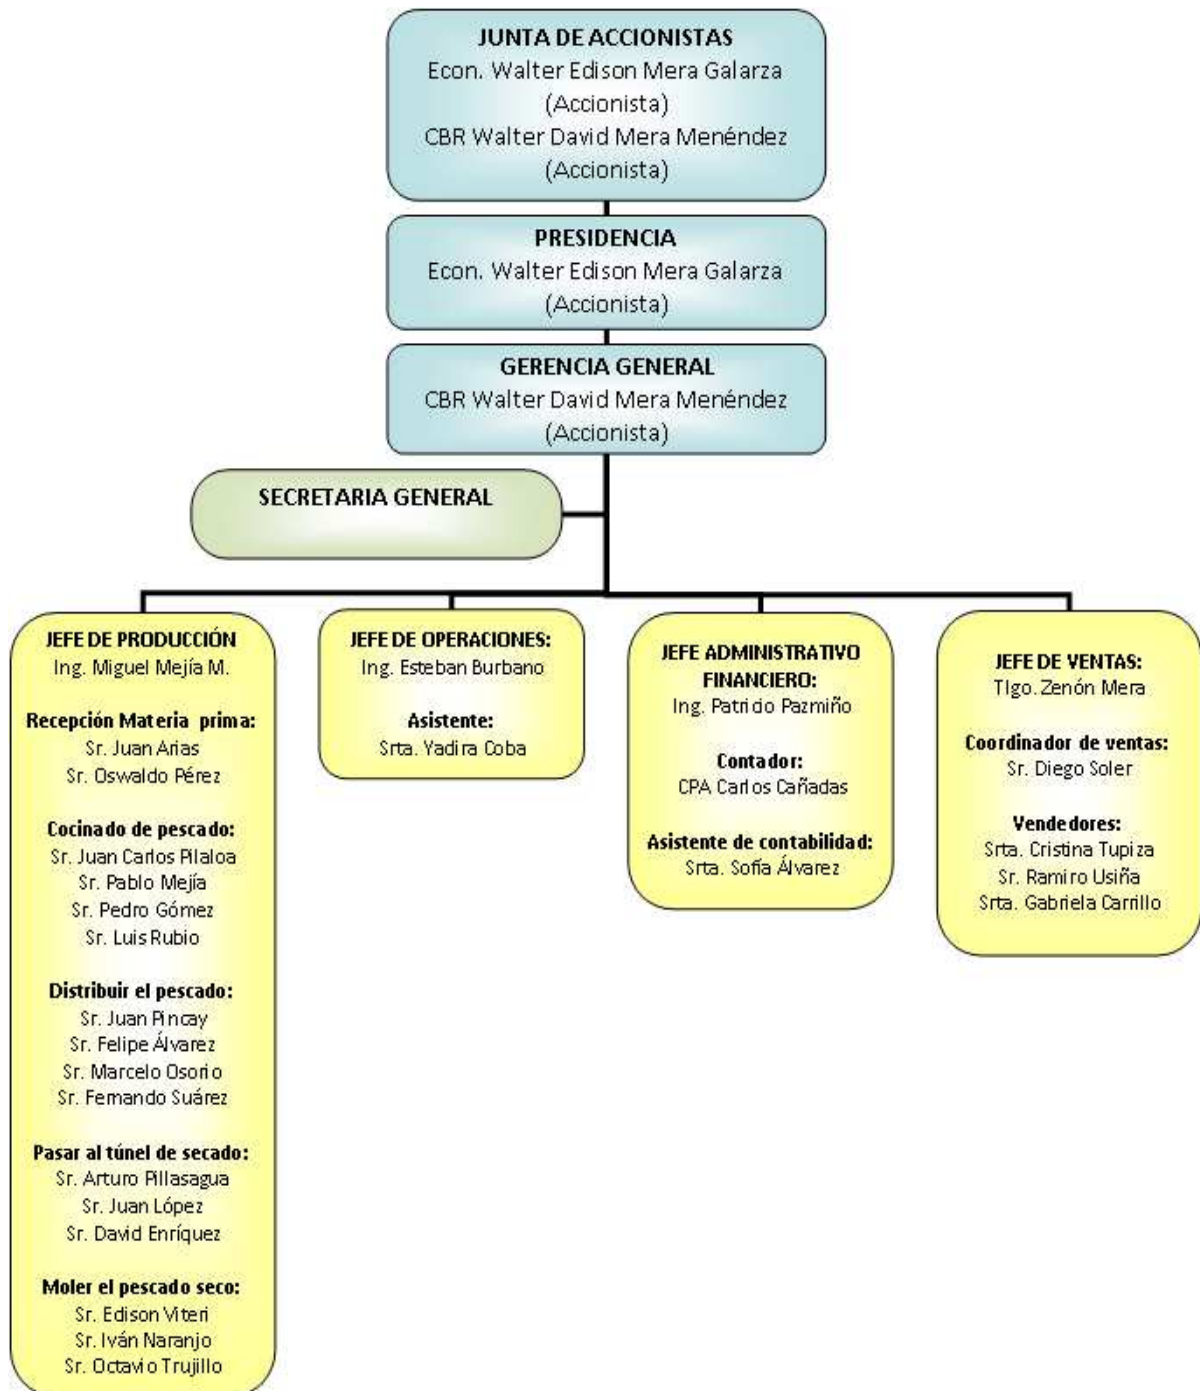 JUNTA DE ACCIONISTAS
Econ. Walter Edison Mera Galarza
(Accionista)
CBR Walter David Mera Menéndez
(Accionista)
PRESIDENCIA
Econ. Walter Edison Mera Galarza
(Accionista)
GERENCIA GENERAL
CBR Walter David Mera Menéndez
(Accionista)
SECRETARIA GENERAL
JEFE DE PRODUCCIÓN
Ing. Miguel Mejía M.
Recepción Materia prima:
Sr. Juan Arias
Sr. Oswaldo Pérez
Cocinado de pescado:
Sr. Juan Carlos Pilaloa
Sr. Pablo Mejía
Sr. Pedro Gómez
Sr. Luis Rubio
Distribuir el pescado:
Sr. Juan Pincay
Sr. Felipe Álvarez
Sr. Marcelo Osorio
Sr. Fernando Suárez
Pasar al túnel de secado:
Sr. Arturo Pillasagua
Sr. Juan López
Sr. David Enríquez
Moler el pescado seco:
Sr. Edison Viteri
Sr. Iván Naranjo
Sr. Octavio Trujillo
JEFE DE OPERACIONES:
Ing. Esteban Burbano
Asistente:
Srta. Yadira Coba
JEFE ADMINISTRATIVO
FINANCIERO:
Ing. Patricio Pazmiño
Contador:
CPA Carlos Cañadas
Asistente de contabilidad:
Srta. Sofía Álvarez
JEFE DE VENTAS:
Tlgo. Zenón Mera
Coordinador de ventas:
Sr. Diego Soler
Vendedores:
Srta. Cristina Tupiza
Sr. Ramiro Usiña
Srta. Gabriela Carrillo